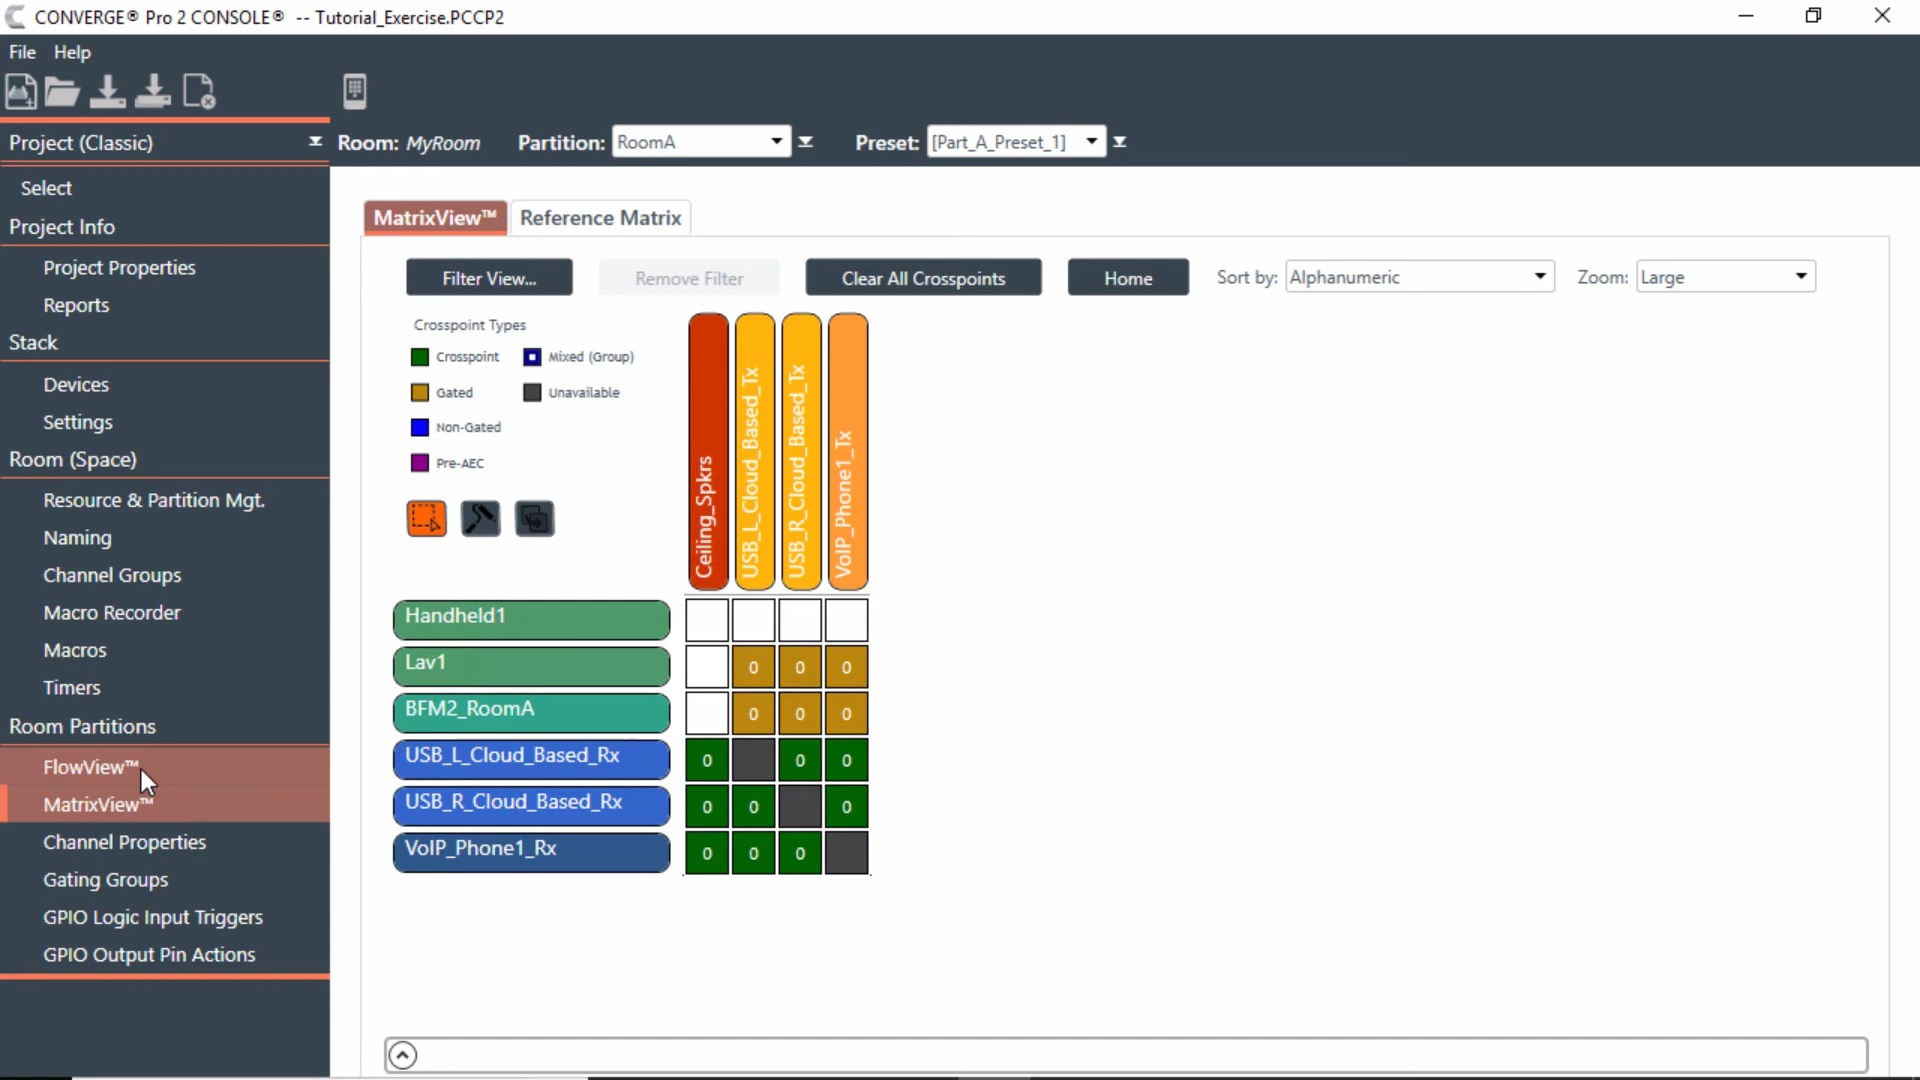 CONVERGE® Pro 2 CONSOLE® -- Tutorial_Exercise.PCCP2
File Help
Project (Classic)
Room: MyRoom Partition: RoomA Preset: [Part_A_Preset_1]
Select
Project Info
Project Properties
Reports
Stack
Devices
Settings
Room (Space)
Resource & Partition Mgt.
Naming
Channel Groups
Macro Recorder
Macros
Timers
Room Partitions
FlowView™
MatrixView™
Channel Properties
Gating Groups
GPIO Logic Input Triggers
GPIO Output Pin Actions
MatrixView™ Reference Matrix
Filter View... Remove Filter Clear All Crosspoints Home Sort by: Alphanumeric Zoom: Large
Crosspoint Types
Crosspoint Mixed (Group)
Gated Unavailable
Non-Gated
Pre-AEC
Ceiling_Spkrs
USB_L_Cloud_Based_Tx
USB_R_Cloud_Based_Tx
VoIP_Phone1_Tx
Handheld1
Lav1 0 0 0
BFM2_RoomA 0 0 0
USB_L_Cloud_Based_Rx 0 0 0
USB_R_Cloud_Based_Rx 0 0 0
VoIP_Phone1_Rx 0 0 0